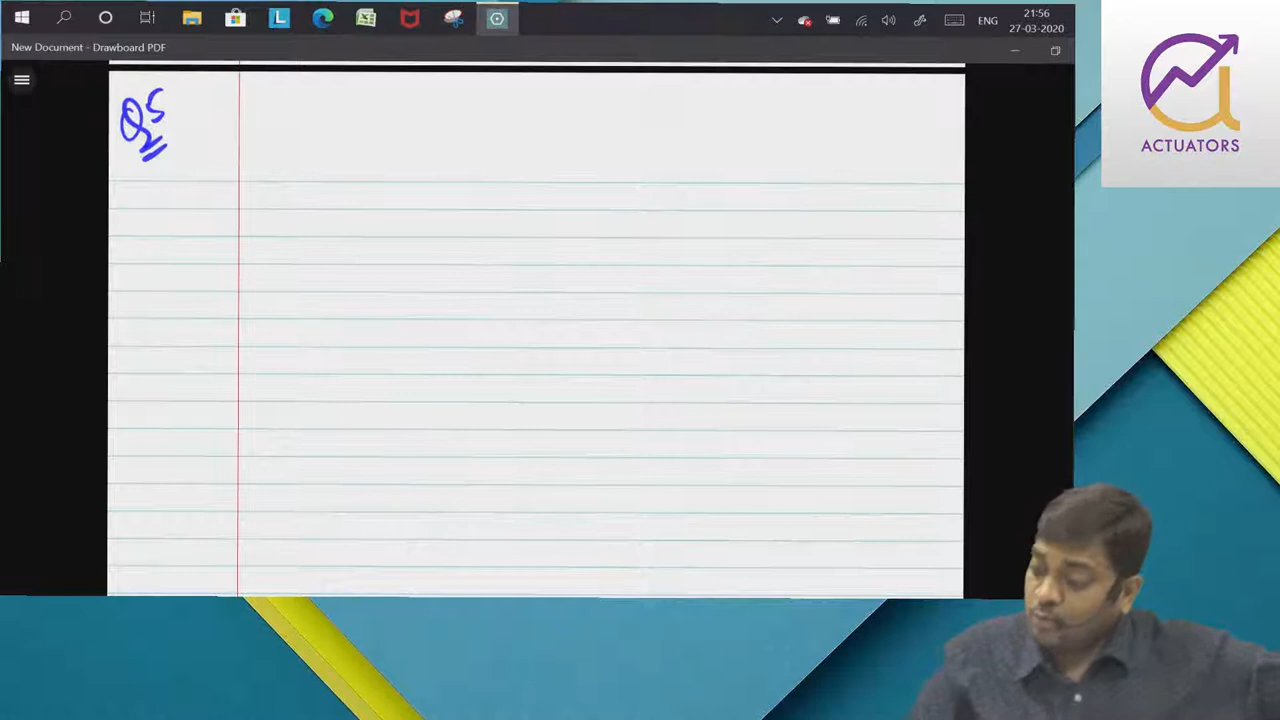 21:56
ENG
27-03-2020
New Document - Drawboard PDF
Q5
ACTUATORS